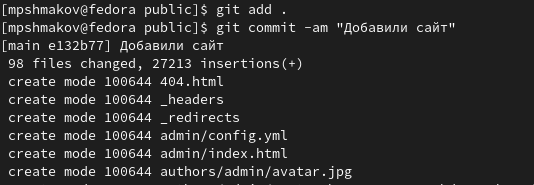 [mpshmakov@fedora public]$ git add .
[mpshmakov@fedora public]$ git commit -am "Добавили сайт"
[main e132b77] Добавили сайт
98 files changed, 27213 insertions(+)
create mode 100644 404.html
create mode 100644 _headers
create mode 100644 _redirects
create mode 100644 admin/config.yml
create mode 100644 admin/index.html
create mode 100644 authors/admin/avatar.jpg